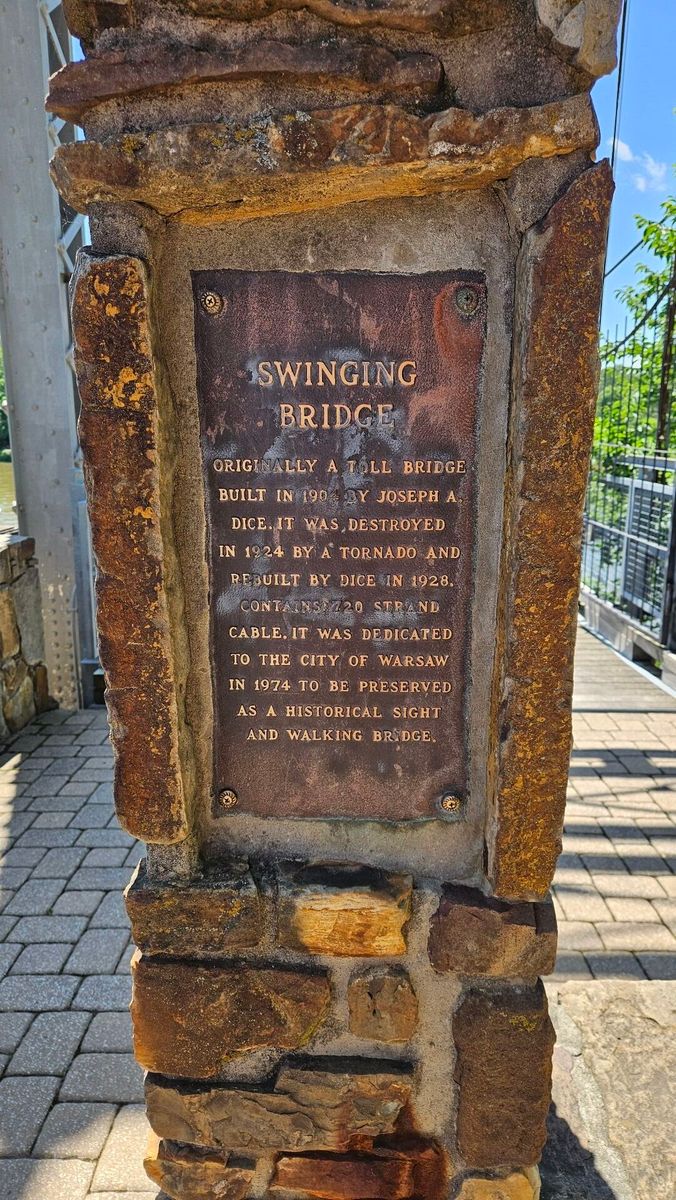 SWINGING
BRIDGE
ORIGINALLY A TOLL BRIDGE
BUILT IN 1904 BY JOSEPH A.
DICE. IT WAS DESTROYED
IN 1924 BY A TORNADO AND
REBUILT BY DICE IN 1928.
CONTAINS 720 STRAND
CABLE. IT WAS DEDICATED
TO THE CITY OF WARSAW
IN 1974 TO BE PRESERVED
AS A HISTORICAL SIGHT
AND WALKING BRIDGE.